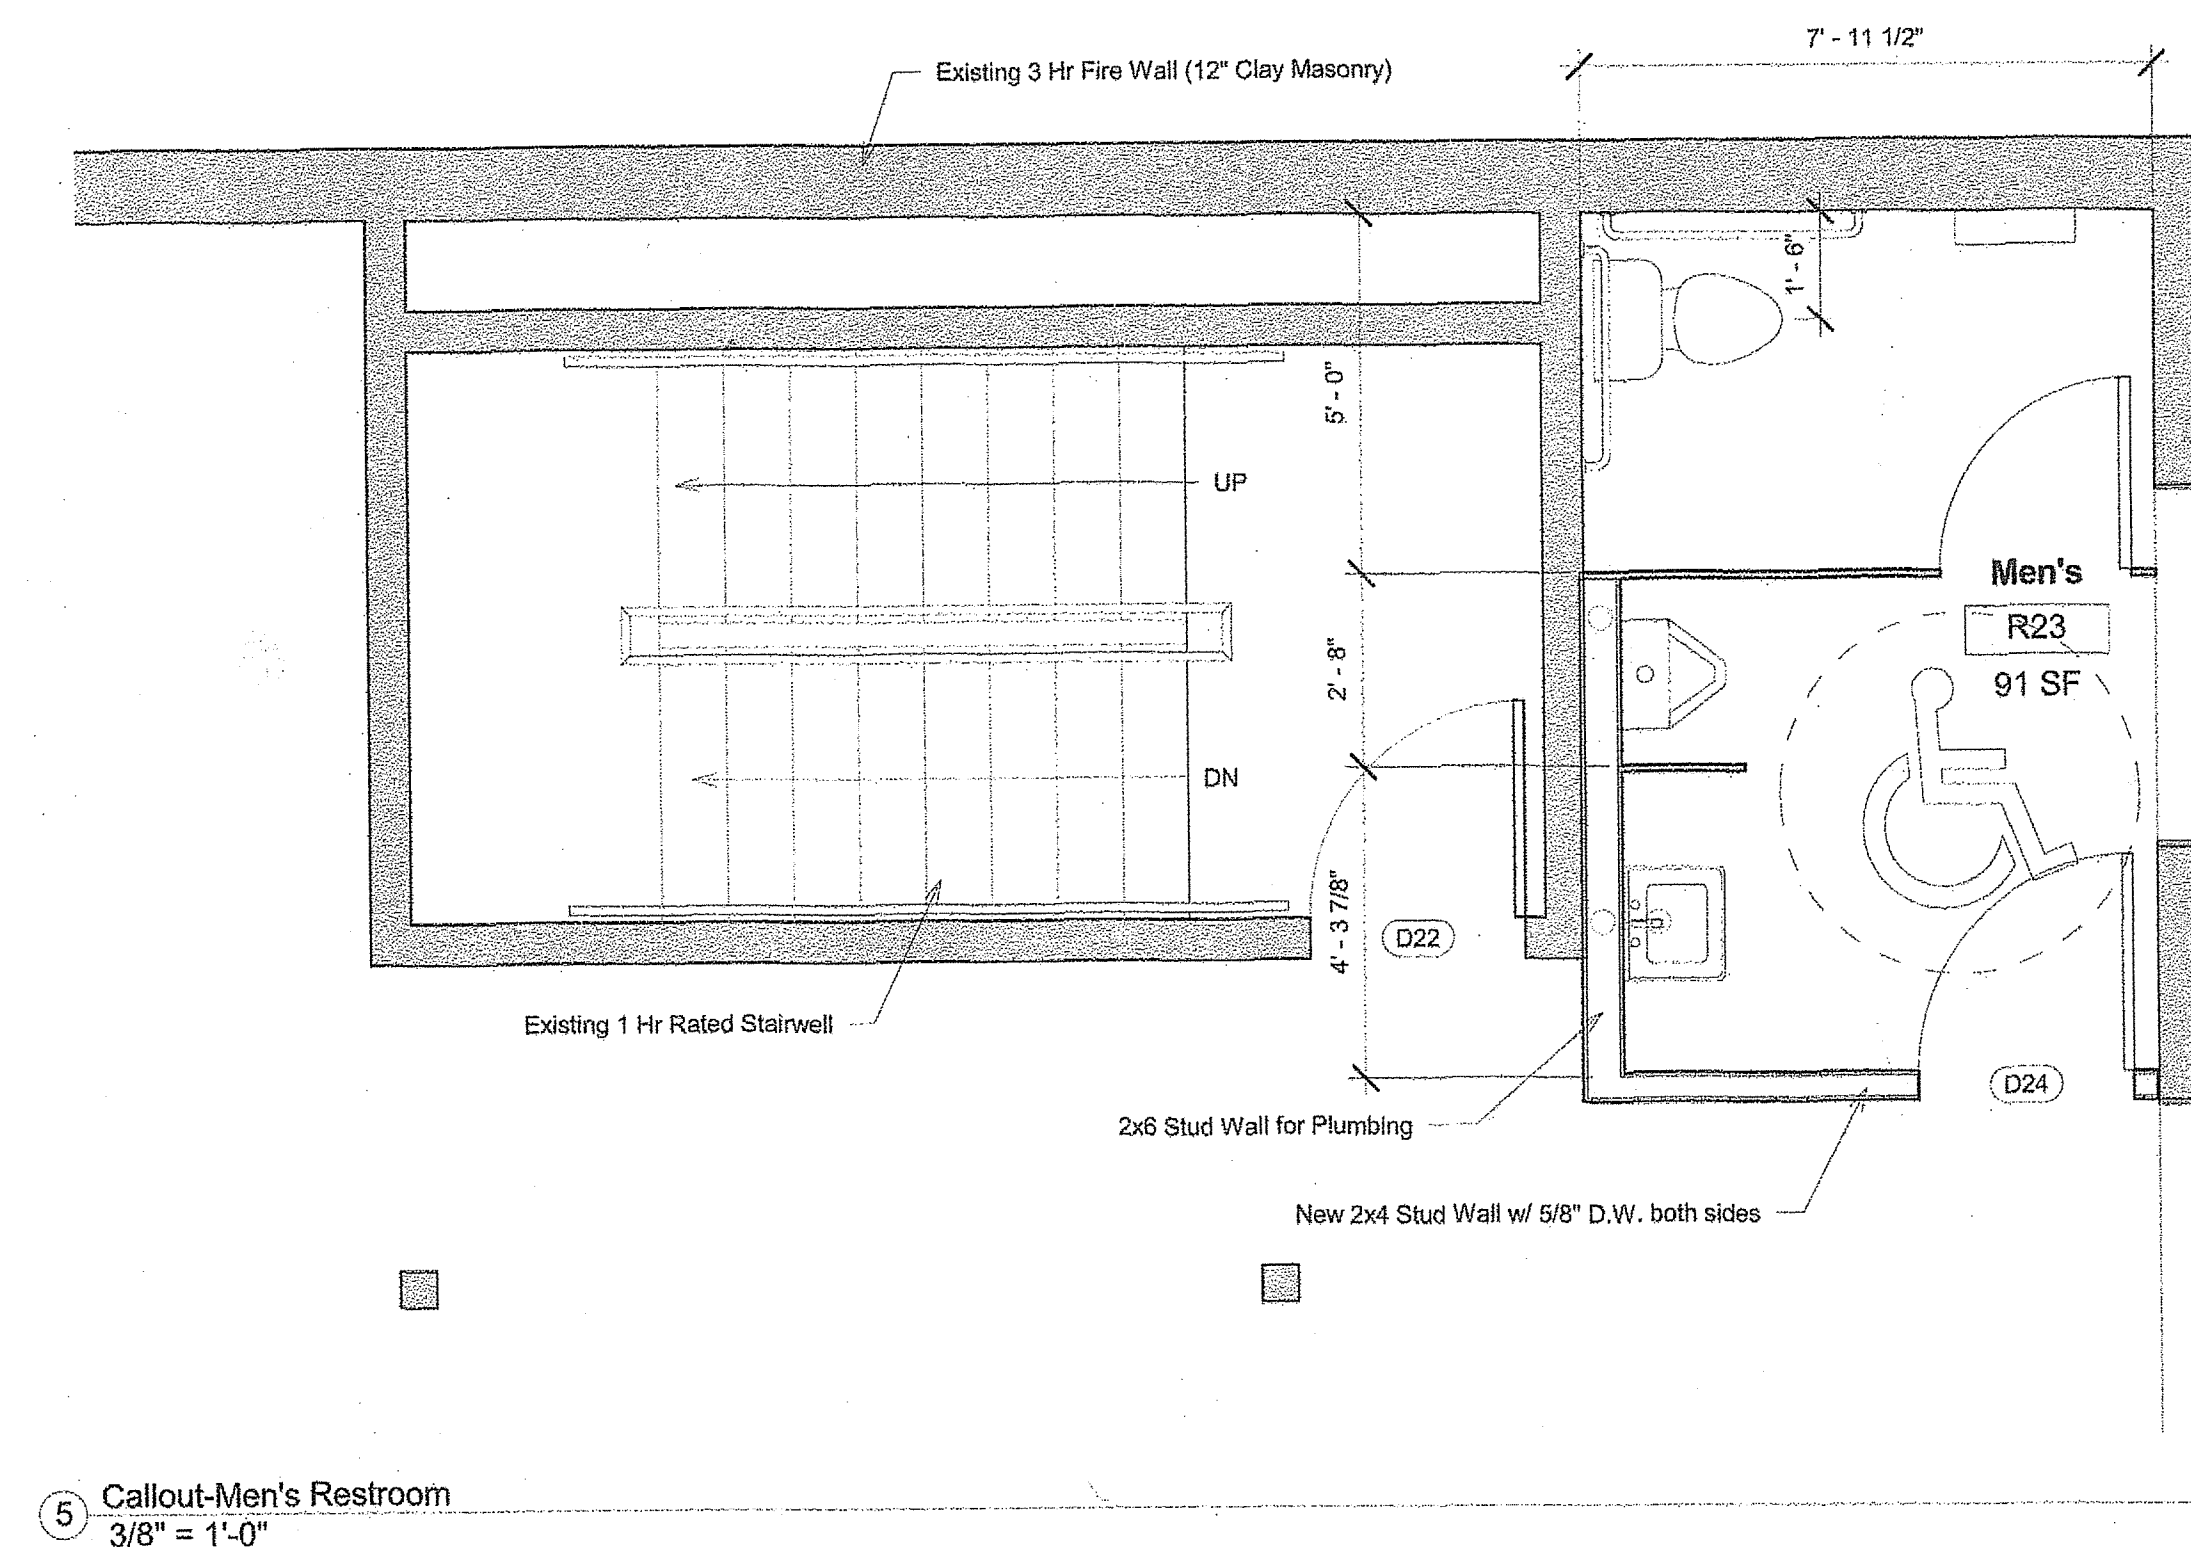 7' - 11 1/2"
Existing 3 Hr Fire Wall (12" Clay Masonry)
1' - 6"
5' - 0"
UP
Men's
R23
91 SF
2' - 8"
DN
4' - 3 7/8"
D22
Existing 1 Hr Rated Stairwell
D24
2x6 Stud Wall for Plumbing
New 2x4 Stud Wall w/ 5/8" D.W. both sides
5
Callout-Men's Restroom
3/8" = 1'-0"